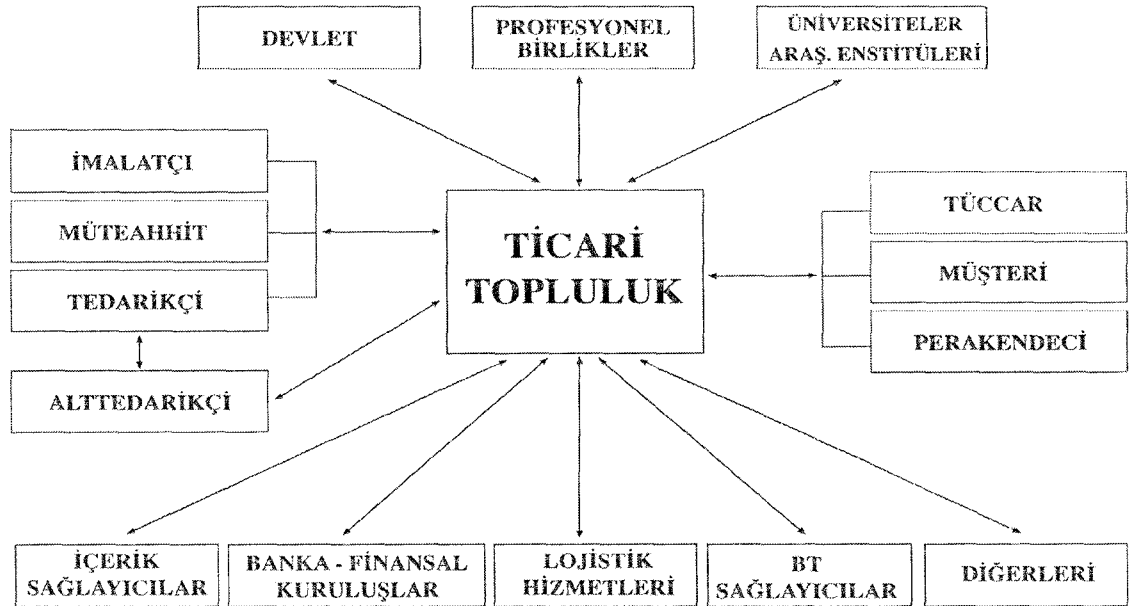 DEVLET
PROFESYONEL
BİRLİKLER
ÜNİVERSİTELER
ARAŞ. ENSTİTÜLERİ
İMALATÇI
MÜTEAHHİT
TEDARİKÇİ
ALTTEDARİKÇİ
TİCARİ
TOPLULUK
TÜCCAR
MÜŞTERİ
PERAKENDECİ
İÇERİK
SAĞLAYICILAR
BANKA - FİNANSAL
KURULUŞLAR
LOJİSTİK
HİZMETLERİ
BT
SAĞLAYICILAR
DİĞERLERİ